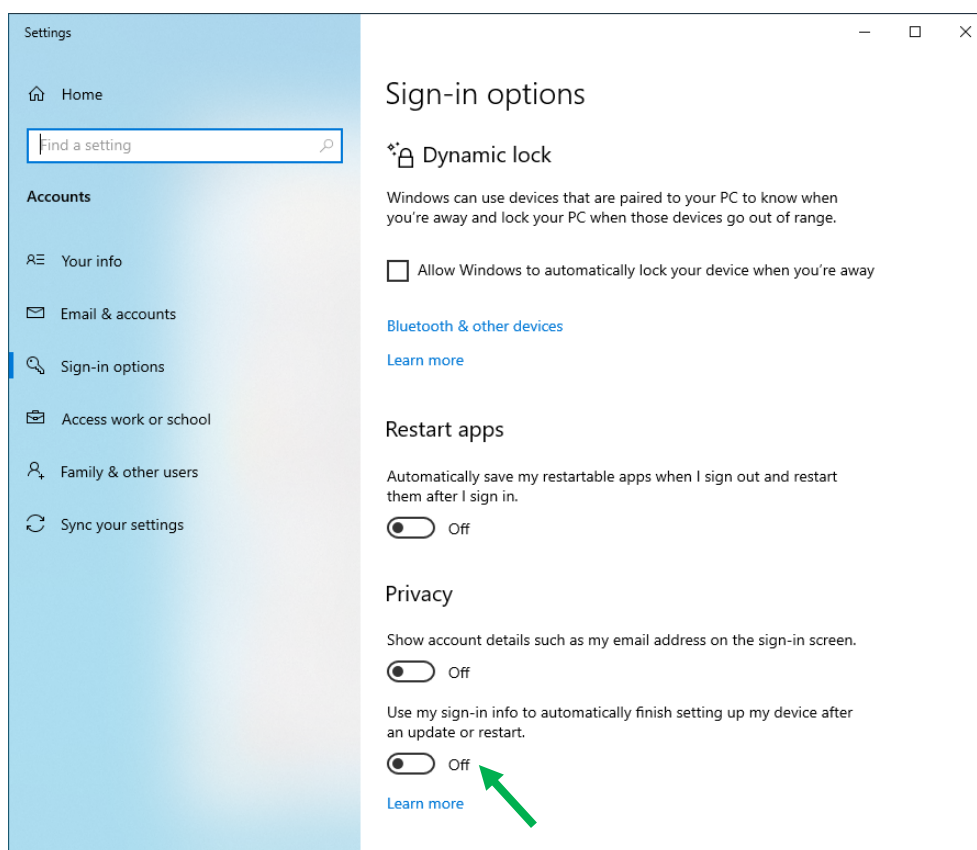 Settings
Home
Find a setting
Accounts
Your info
Email & accounts
Sign-in options
Access work or school
Family & other users
Sync your settings
Sign-in options
Dynamic lock
Windows can use devices that are paired to your PC to know when
you're away and lock your PC when those devices go out of range.
Allow Windows to automatically lock your device when you're away
Bluetooth & other devices
Learn more
Restart apps
Automatically save my restartable apps when I sign out and restart
them after I sign in.
Off
Privacy
Show account details such as my email address on the sign-in screen.
Off
Use my sign-in info to automatically finish setting up my device after
an update or restart.
Off
Learn more